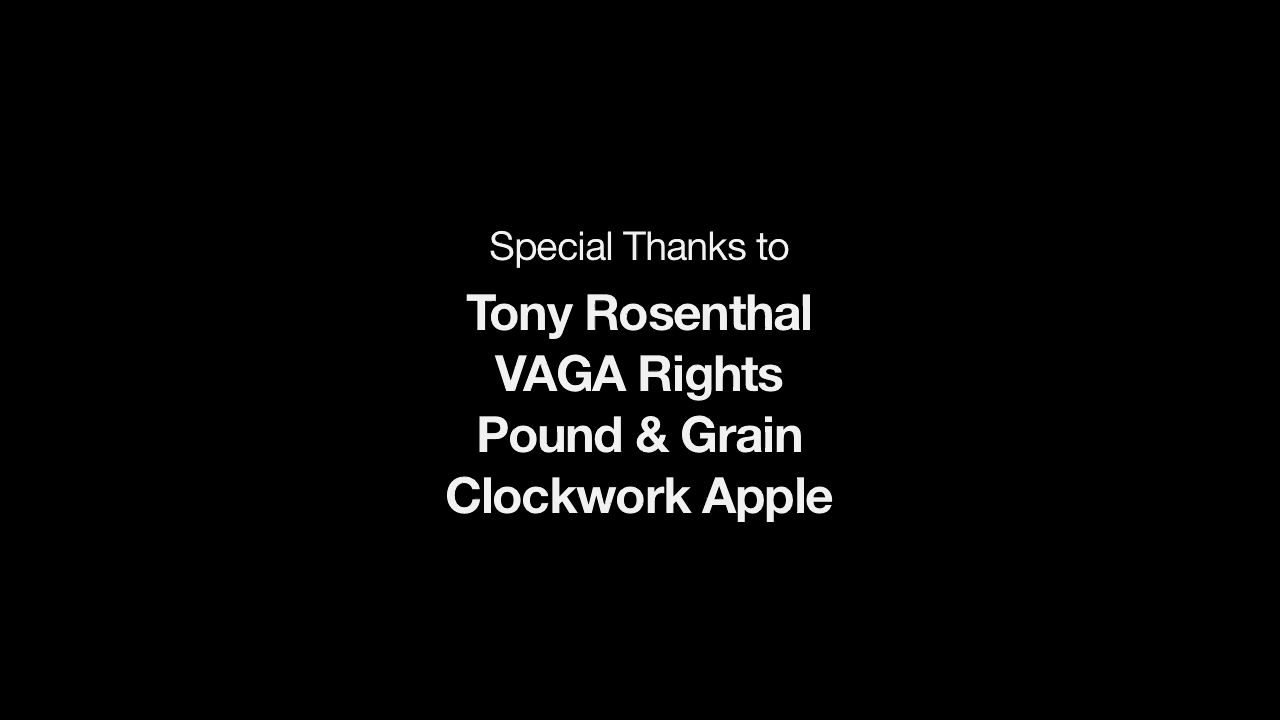 Special Thanks to
Tony Rosenthal
VAGA Rights
Pound & Grain
Clockwork Apple